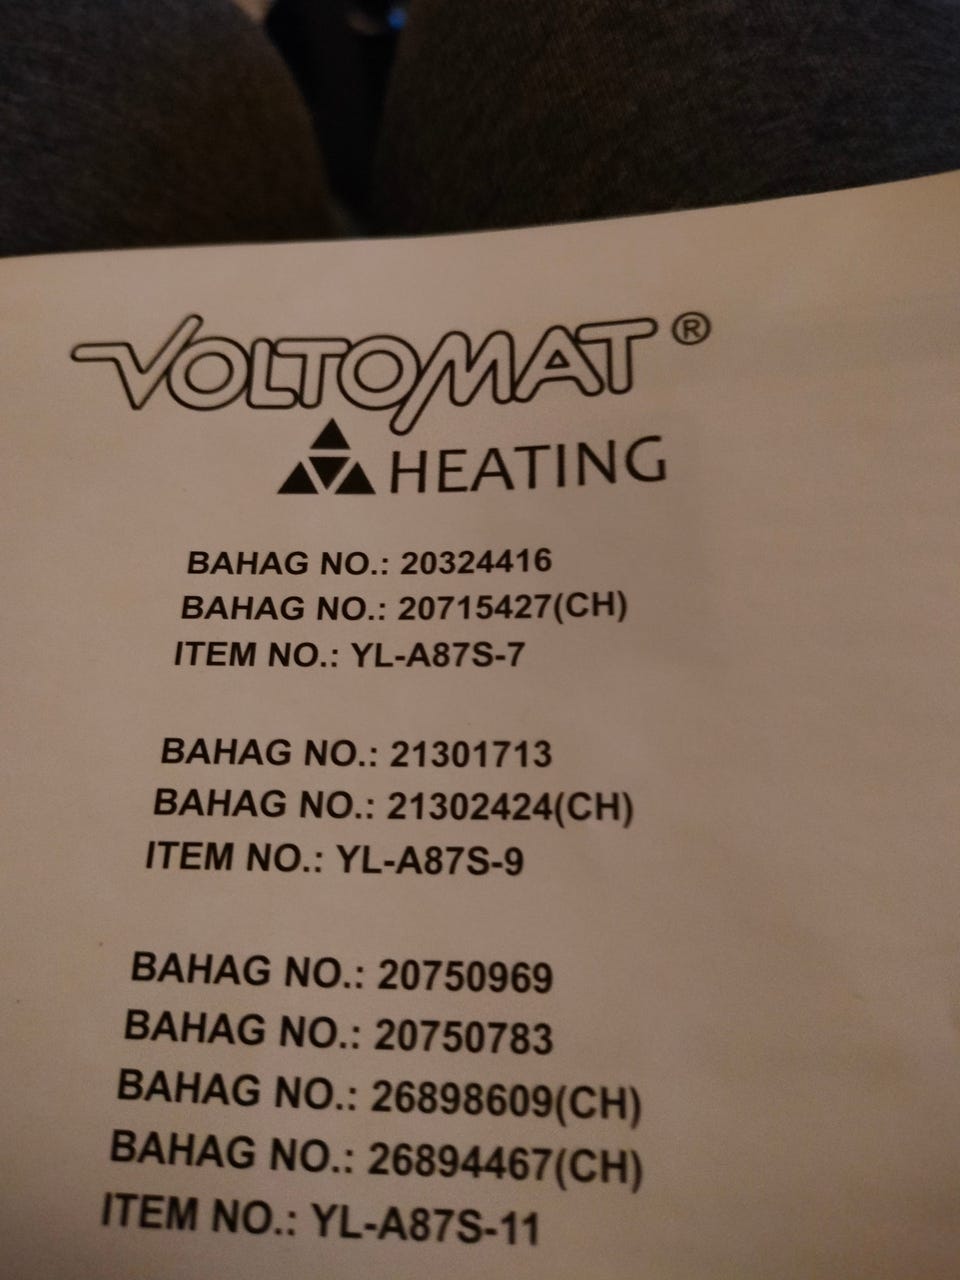 VOLTOMAT®
HEATING
BAHAG NO.: 20324416
BAHAG NO.: 20715427(CH)
ITEM NO.: YL-A87S-7
BAHAG NO.: 21301713
BAHAG NO.: 21302424(CH)
ITEM NO.: YL-A87S-9
BAHAG NO.: 20750969
BAHAG NO.: 20750783
BAHAG NO.: 26898609(CH)
BAHAG NO.: 26894467(CH)
ITEM NO.: YL-A87S-11